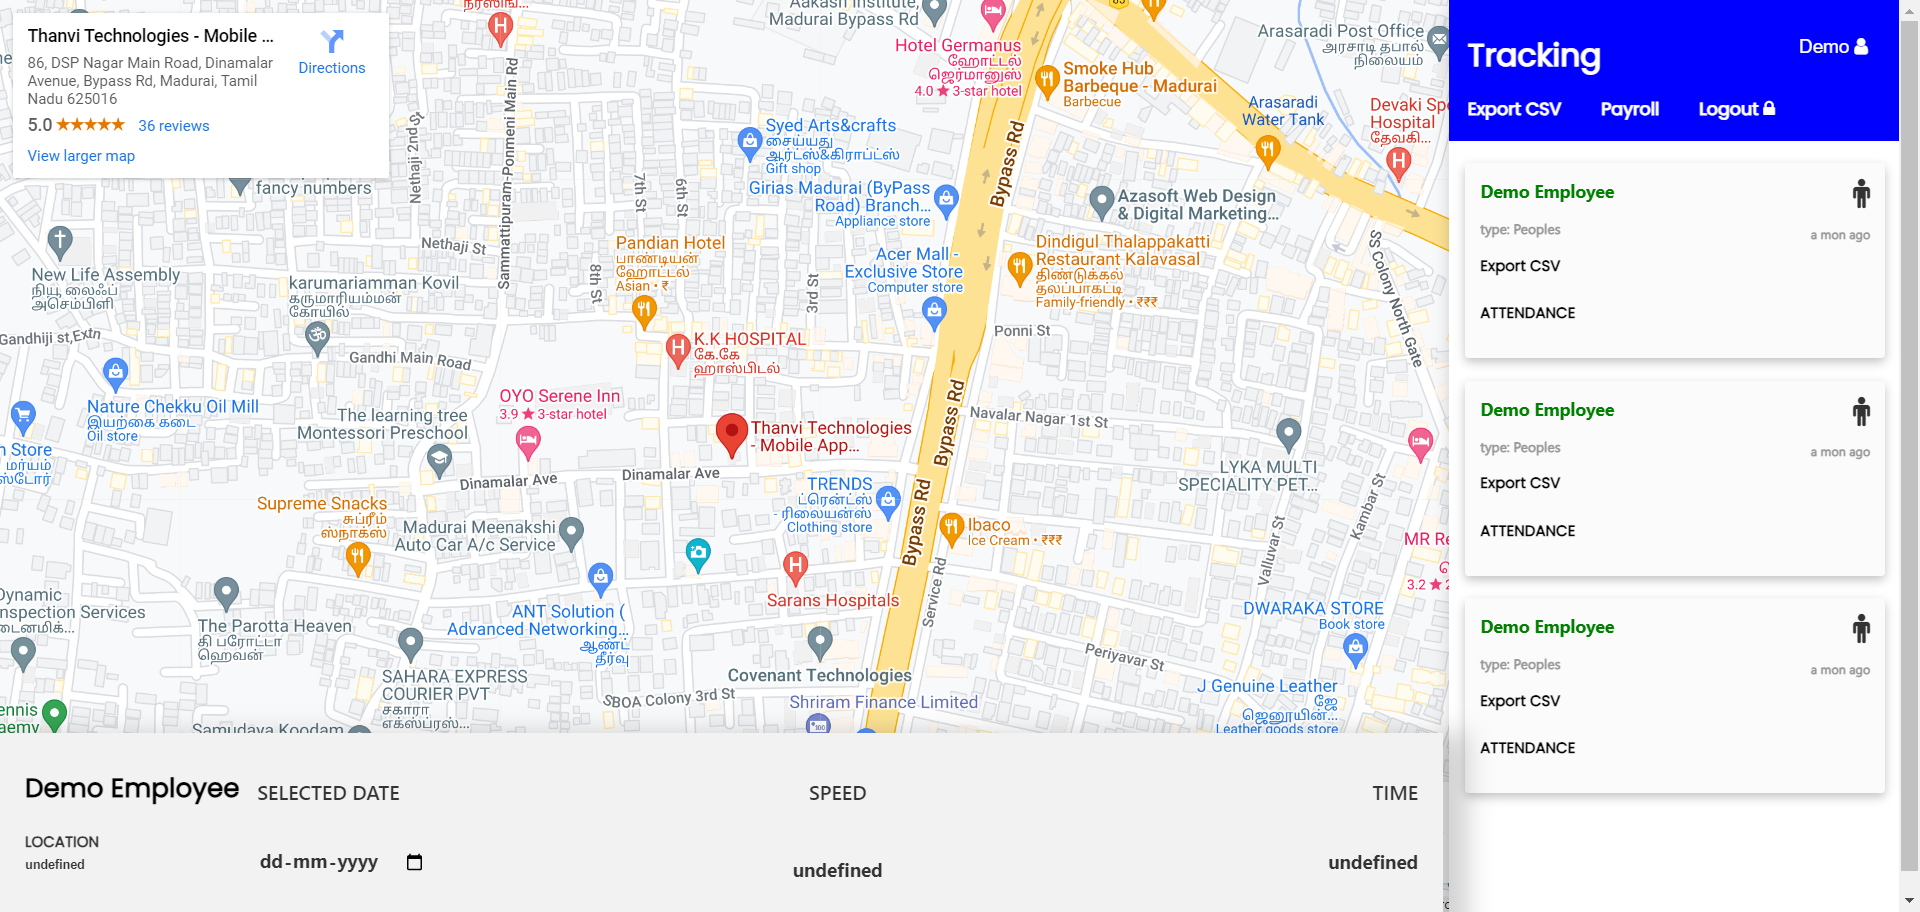 Thanvi Technologies - Mobile ...
86, DSP Nagar Main Road, Dinamalar
Avenue, Bypass Rd, Madurai, Tamil
Nadu 625016
5.0 ★★★★★ 36 reviews
View larger map
Directions
Aakash Institute,
Madurai Bypass Rd
Hotel Germanus
ஹோட்டல்
ஜெர்மானுஸ்
4.0 ★ 3-star hotel
Smoke Hub
Barbeque - Madurai
Barbecue
Arasaradi Post Office
அரசாடி தபால்
நிலையம்
Arasaradi
Water Tank
Devaki Spe
Hospital
தேவகி...
fancy numbers
Nethaji 2nd St
Sammattipuram-Ponmeni Main Rd
7th St
6th St
Syed Arts&crafts
சையது
ஆர்ட்ஸ்&கிராப்ட்ஸ்
Gift shop
Girias Madurai (ByPass
Road) Branch...
Appliance store
Bypass Rd
Azasoft Web Design
& Digital Marketing...
New Life Assembly
நியூ லைஃப்
அசெம்பிளி
Nethaji St
Pandian Hotel
பாண்டியன்
ஹோட்டல்
Asian • ₹
8th St
3rd St
Acer Mall -
Exclusive Store
Computer store
Dindigul Thalappakatti
Restaurant Kalavasal
திண்டுக்கல்
தலப்பாகட்டி
Family-friendly • ₹₹₹
SS Colony North Gate
karumariamman Kovil
கருமாரியம்மன்
கோயில்
Gandhiji st,Extn
Gandhi Main Road
K.K HOSPITAL
கே.கே
ஹாஸ்பிடல்
Ponni St
Nature Chekku Oil Mill
இயற்கை கடை
Oil store
The learning tree
Montessori Preschool
OYO Serene Inn
3.9 ★ 3-star hotel
Thanvi Technologies
- Mobile App...
Bypass Rd
Navalar Nagar 1st St
n Store
மர்யம்
ஸ்டோர்
Dinamalar Ave
Dinamalar Ave
LYKA MULTI
SPECIALITY PET...
Supreme Snacks
சுப்ரீம்
ஸ்நாக்ஸ்
Madurai Meenakshi
Auto Car A/c Service
TRENDS
ட்ரெண்ட்ஸ்
- ரிலையன்ஸ்
Clothing store
Bypass Rd
Ibaco
Ice Cream • ₹₹₹
Kambar St
Valluvar St
MR Re
3.2 ★ 2
Dynamic
nspection Services
டைனமிக்...
The Parotta Heaven
தி பரோட்டா
ஹெவன்
ANT Solution (
Advanced Networking...
ஆண்ட்
தீர்வு
Sarans Hospitals
Service Rd
DWARAKA STORE
Book store
SAHARA EXPRESS
COURIER PVT
சகாரா
எக்ஸ்ப்ரஸ்...
Covenant Technologies
SBOA Colony 3rd St
Shriram Finance Limited
Periyavar St
J Genuine Leather
ஜே
ஜெனூயின்...
Leather goods store
ennis
aemy
Samudaya Koodam
Demo Employee
SELECTED DATE
SPEED
TIME
LOCATION
undefined
dd-mm-yyyy
undefined
undefined
Tracking
Demo
Export CSV
Payroll
Logout
Demo Employee
type: Peoples
a mon ago
Export CSV
ATTENDANCE
Demo Employee
type: Peoples
a mon ago
Export CSV
ATTENDANCE
Demo Employee
type: Peoples
a mon ago
Export CSV
ATTENDANCE